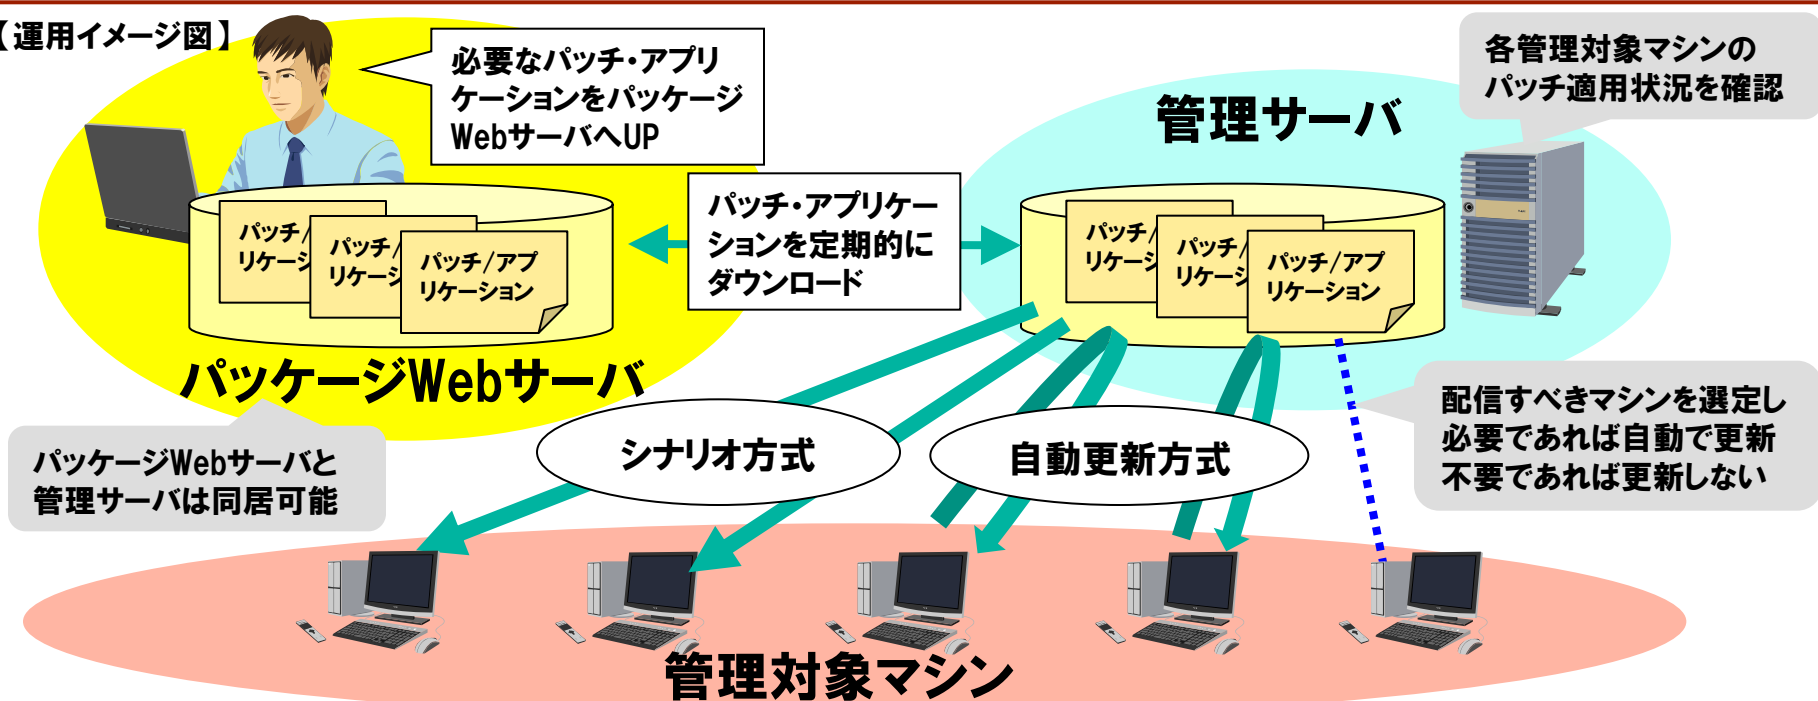 【運用イメージ図】
必要なパッチ・アプリ
ケーションをパッケージ
WebサーバへUP
各管理対象マシンの
パッチ適用状況を確認
管理サーバ
パッチ・アプリケー
ションを定期的に
ダウンロード
パッチ/
リケージ
パッチ/
リケージ
パッチ/アプ
リケーション
パッチ/
リケージ
パッチ/
リケージ
パッチ/アプ
リケーション
パッケージWebサーバ
パッケージWebサーバと
管理サーバは同居可能
シナリオ方式
自動更新方式
配信すべきマシンを選定し
必要であれば自動で更新
不要であれば更新しない
管理対象マシン